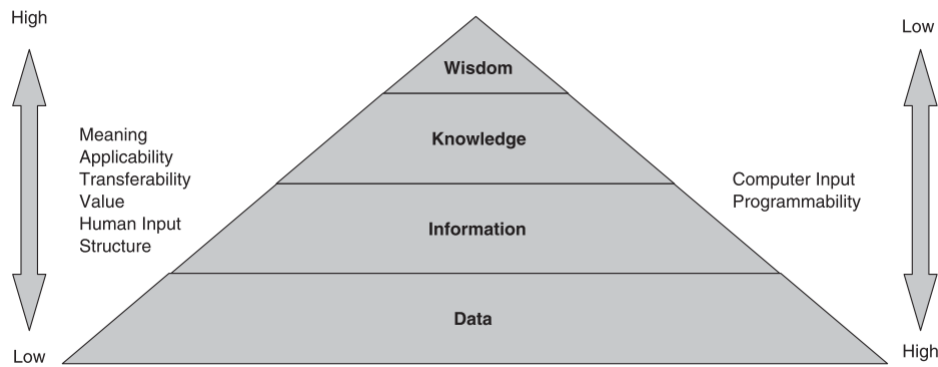 High
Low
Wisdom
Meaning
Applicability
Transferability
Value
Human Input
Structure
Knowledge
Computer Input
Programmability
Information
Data
Low
High